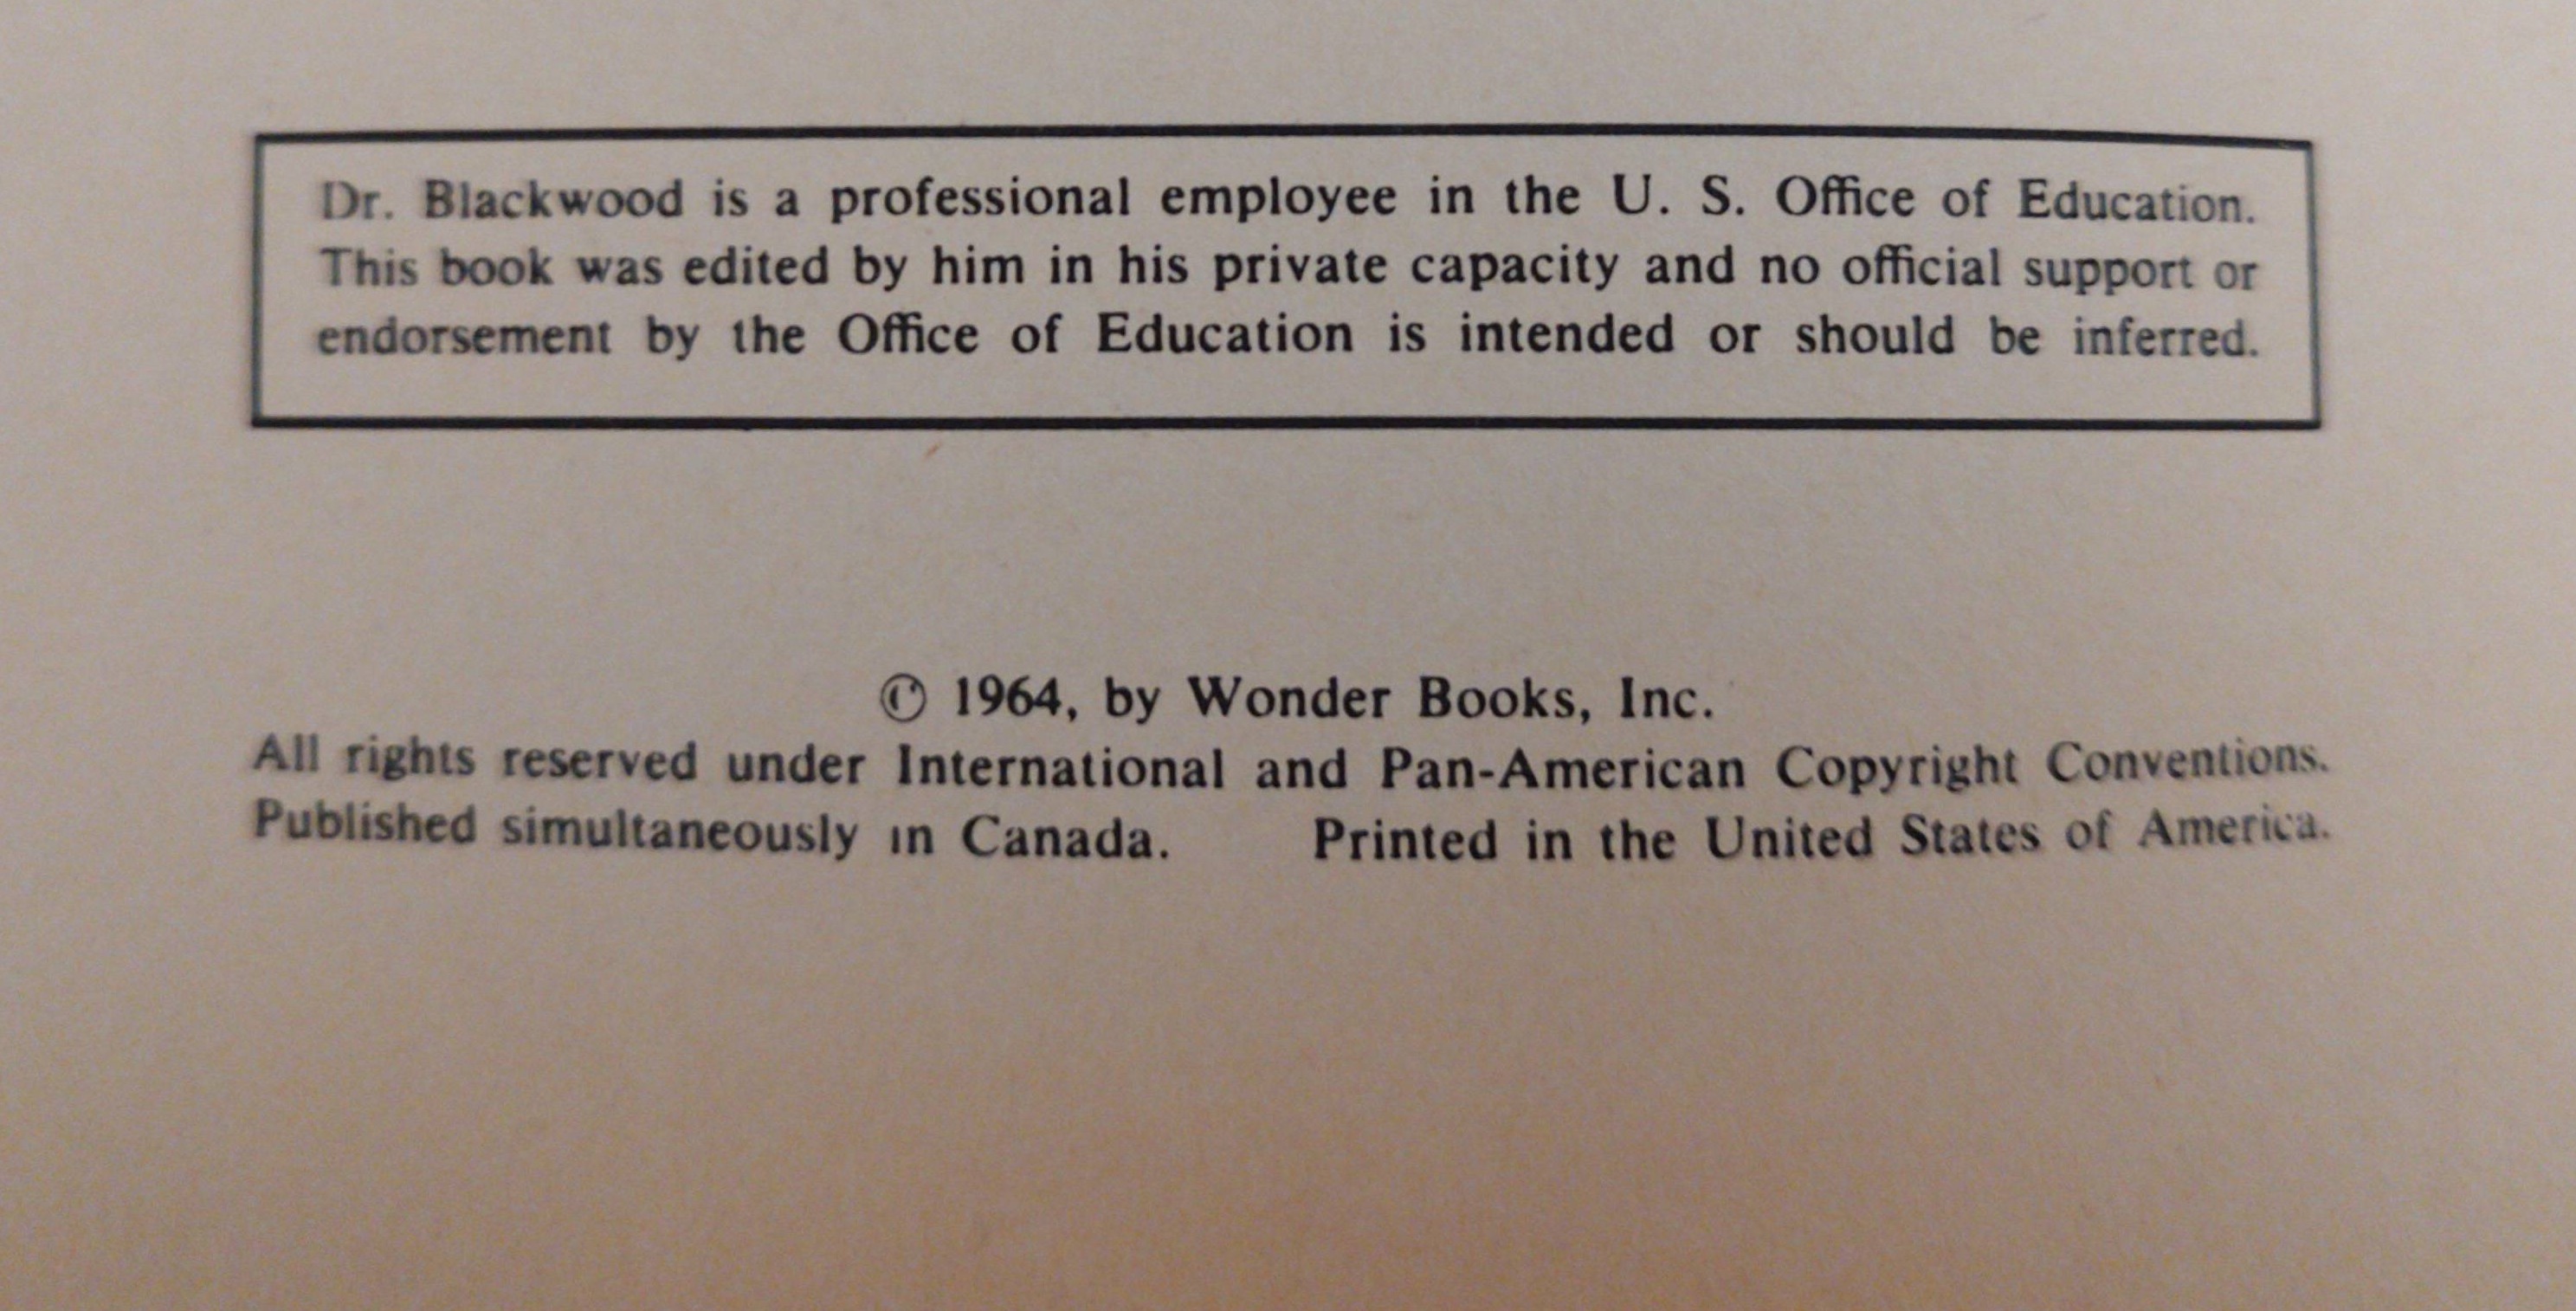 Dr. Blackwood is a professional employee in the U. S. Office of Education.
This book was edited by him in his private capacity and no official support or
endorsement by the Office of Education is intended or should be inferred.
© 1964, by Wonder Books, Inc.
All rights reserved under International and Pan-American Copyright Conventions.
Published simultaneously in Canada. Printed in the United States of America.